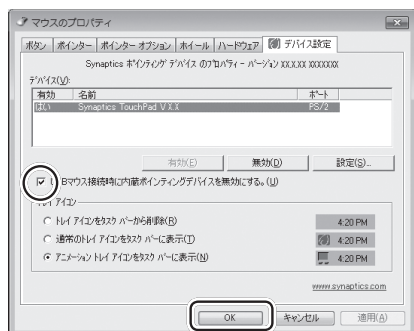 マウスのプロパティ
ボタン ポインター ポインター オプション ホイール ハードウェア デバイス設定
Synaptics ポインティング デバイス のプロパティー - バージョン XX.X.XX XXXXXXX
デバイス(V):
有効 名前 ポート
はい Synaptics TouchPad V X.X PS/2
有効(E) 無効(D) 設定(S)...
Bマウス接続時に内蔵ポインティングデバイスを無効にする。(U)
トレイ アイコン
トレイ アイコンをタスク バーから削除(R) 4:20 PM
通常のトレイ アイコンをタスク バーに表示(T) 4:20 PM
アニメーション トレイ アイコンをタスク バーに表示(N) 4:20 PM
www.synaptics.com
OK キャンセル 適用(A)